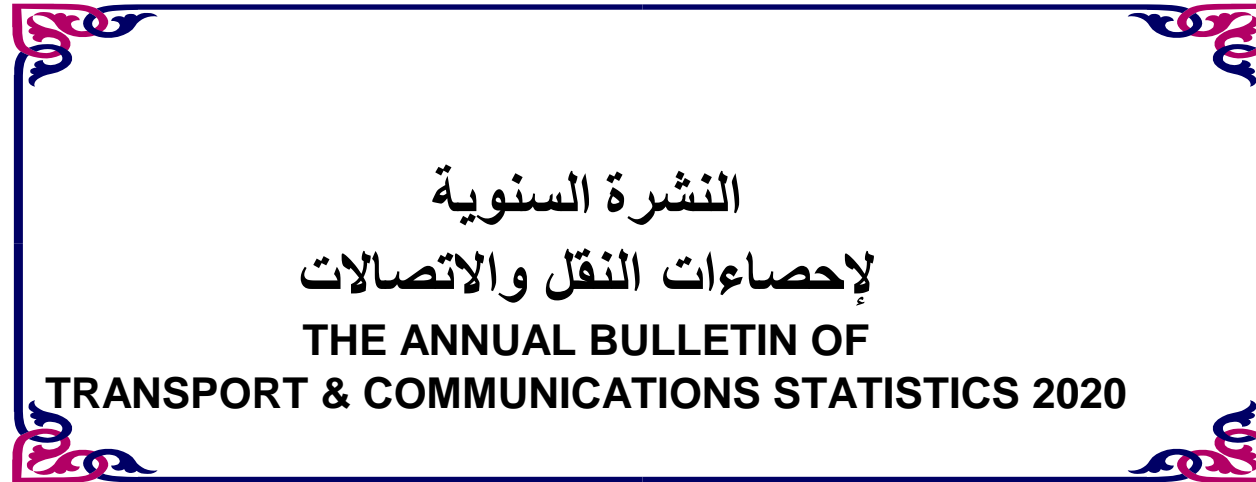 النشرة السنوية
لإحصاءات النقل والاتصالات
THE ANNUAL BULLETIN OF
TRANSPORT & COMMUNICATIONS STATISTICS 2020